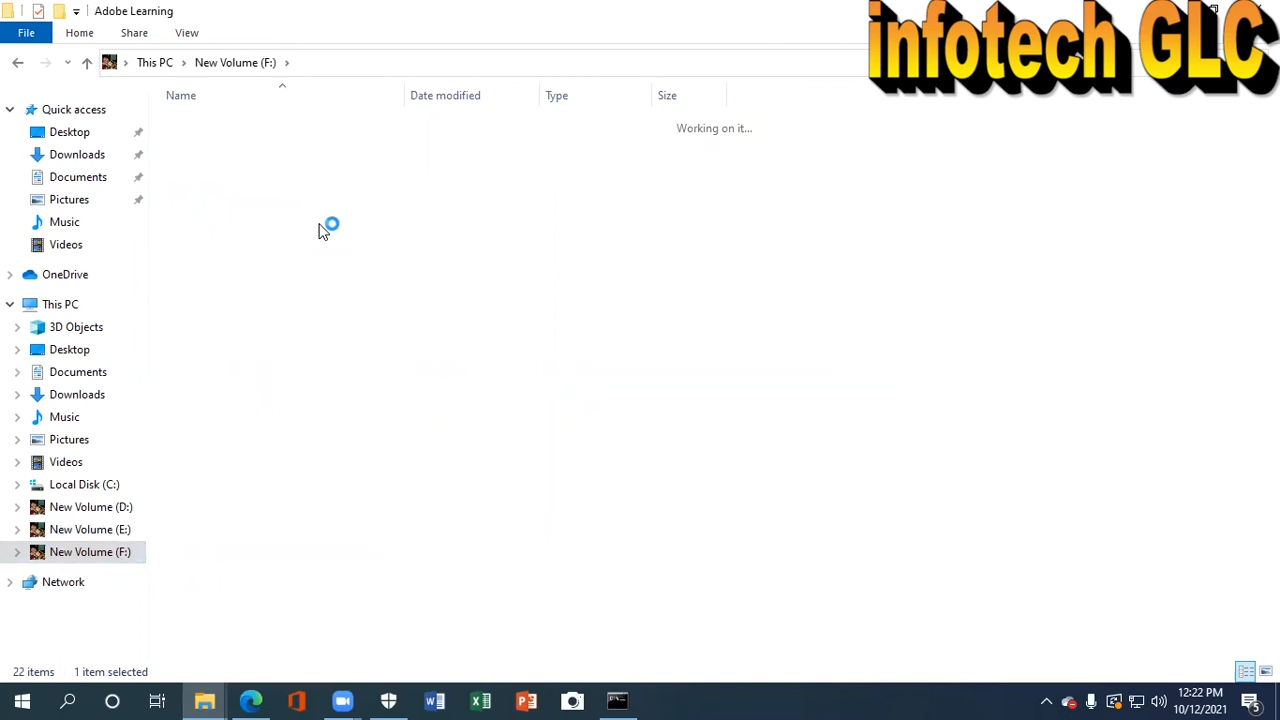 Adobe Learning
infotech GLC
File
Home
Share
View
This PC
New Volume (F:)
Name
Date modified
Type
Size
Working on it...
Quick access
Desktop
Downloads
Documents
Pictures
Music
Videos
OneDrive
This PC
3D Objects
Desktop
Documents
Downloads
Music
Pictures
Videos
Local Disk (C:)
New Volume (D:)
New Volume (E:)
New Volume (F:)
Network
22 items
1 item selected
12:22 PM
10/12/2021
5